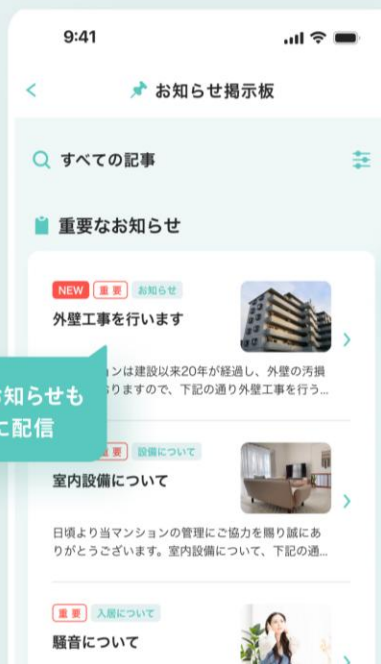 9:41
お知らせ掲示板
すべての記事
重要なお知らせ
NEW 重要 お知らせ
外壁工事を行います
ンは建設以来20年が経過し、外壁の汚損
りますので、下記の通り外壁工事を行う...
お知らせも
に配信
重要 設備について
室内設備について
日頃より当マンションの管理にご協力を賜り誠にあ
りがとうございます。室内設備について、下記の通...
重要 入居について
騒音について